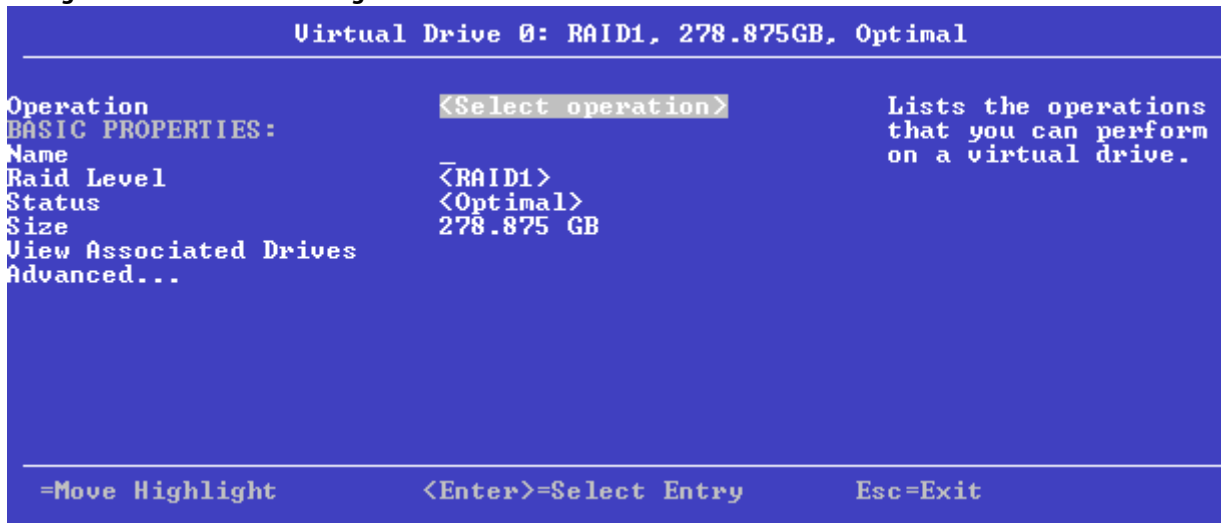 Virtual Drive 0: RAID1, 278.875GB, Optimal
Operation <Select operation> Lists the operations
BASIC PROPERTIES: that you can perform
Name _ on a virtual drive.
Raid Level <RAID1>
Status <Optimal>
Size 278.875 GB
View Associated Drives
Advanced...
=Move Highlight <Enter>=Select Entry Esc=Exit